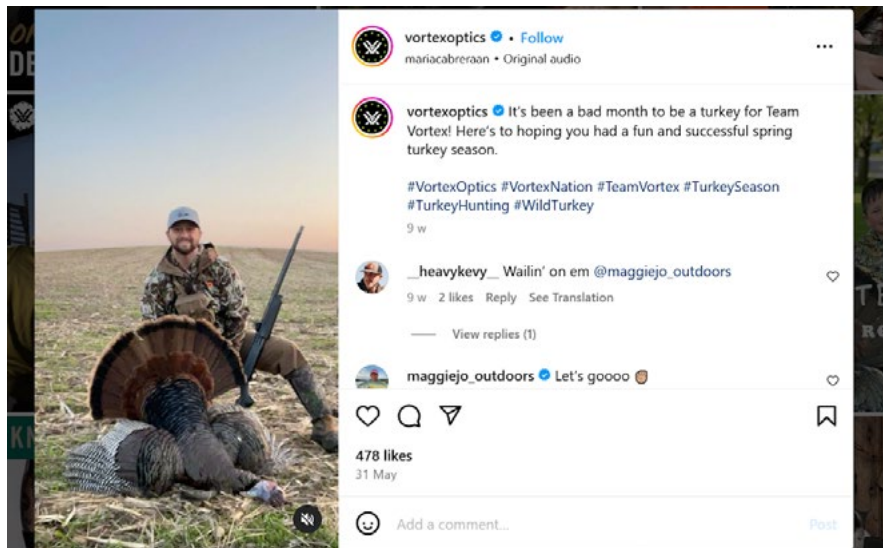 vortexoptics • Follow
mariacabreraan • Original audio
vortexoptics It's been a bad month to be a turkey for Team
Vortex! Here's to hoping you had a fun and successful spring
turkey season.
#VortexOptics #VortexNation #TeamVortex #TurkeySeason
#TurkeyHunting #WildTurkey
9 w
__heavykevy__ Wailin' on em @maggiejo_outdoors
9 w 2 likes Reply See Translation
View replies (1)
maggiejo_outdoors Let's goooo ✊🏽
478 likes
31 May
Add a comment...
Post